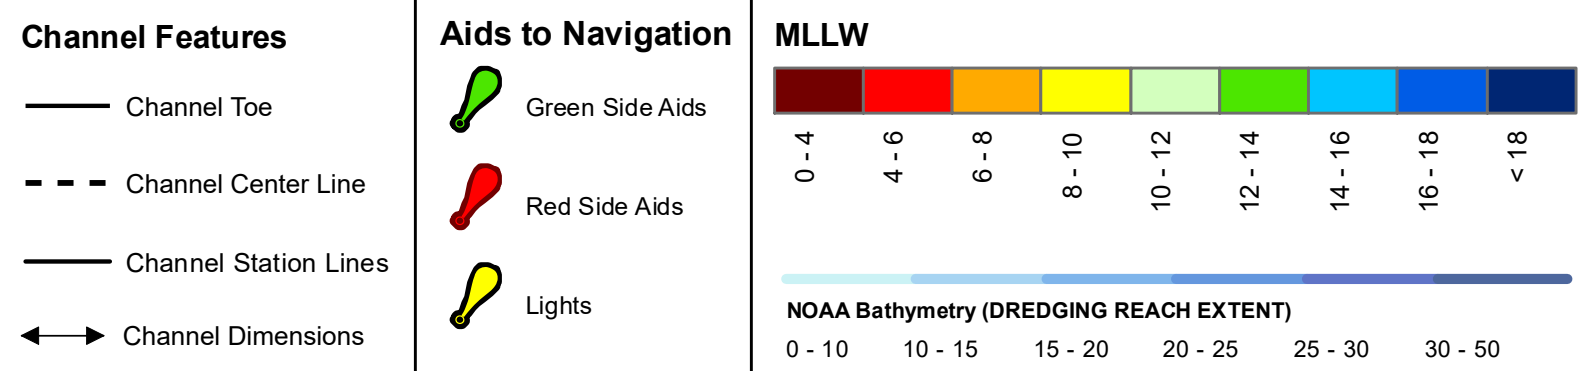 Channel Features
Channel Toe
Channel Center Line
Channel Station Lines
Channel Dimensions
Aids to Navigation
Green Side Aids
Red Side Aids
Lights
MLLW
0 - 4
4 - 6
6 - 8
8 - 10
10 - 12
12 - 14
14 - 16
16 - 18
< 18
NOAA Bathymetry (DREDGING REACH EXTENT)
0 - 10 10 - 15 15 - 20 20 - 25 25 - 30 30 - 50